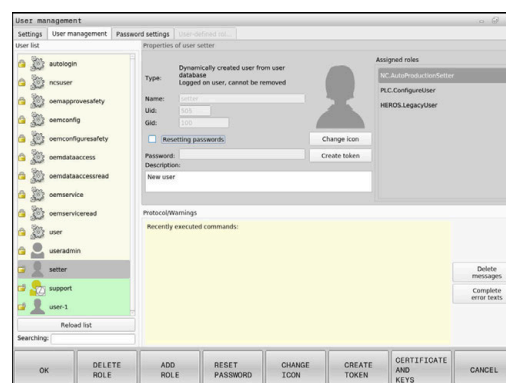 User management
Settings User management Password settings User-defined
User list
autologin
ncsuser
oemapprovesafety
oemconfig
oemconfiguresafety
oemdataaccess
oemdataaccessread
oemservice
oemserviceread
user
useradmin
setter
support
user-1
Reload list
Searching:
Properties of user setter
Type:
Dynamically created user from user
database
Logged on user, cannot be removed
Name: setter
Uid:
Gid: 100
Resetting passwords
Change icon
Password:
Create token
Description:
New user
Assigned roles
NC.AutoProductionSetter
PLC.ConfigureUser
HEROS.LegacyUser
Protocol/Warnings
Recently executed commands:
Delete
messages
Complete
error texts
OK
DELETE
ROLE
ADD
ROLE
RESET
PASSWORD
CHANGE
ICON
CREATE
TOKEN
CERTIFICATE
AND
KEYS
CANCEL